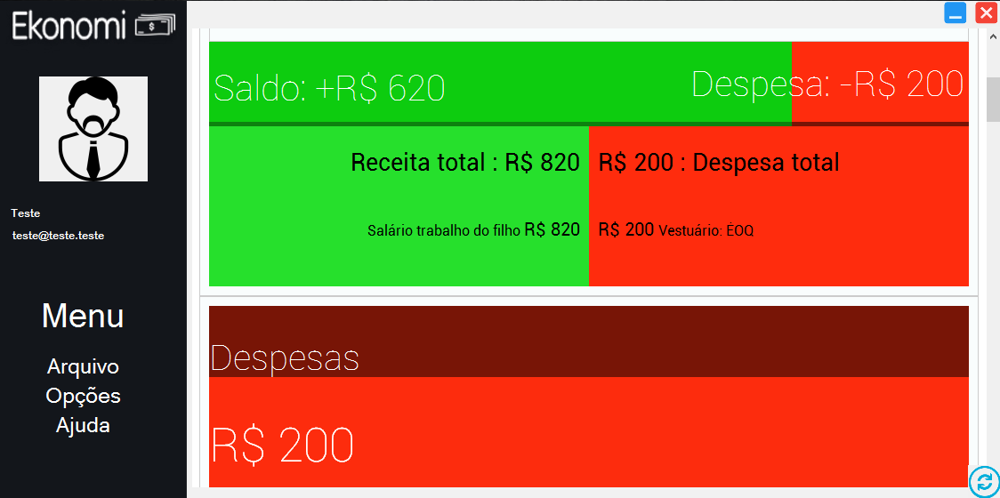 Ekonomi
Teste
teste@teste.teste
Menu
Arquivo
Opções
Ajuda
Saldo: +R$ 620 Despesa: -R$ 200
Receita total : R$ 820 R$ 200 : Despesa total
Salário trabalho do filho R$ 820 R$ 200 Vestuário: ÉOQ
Despesas
R$ 200